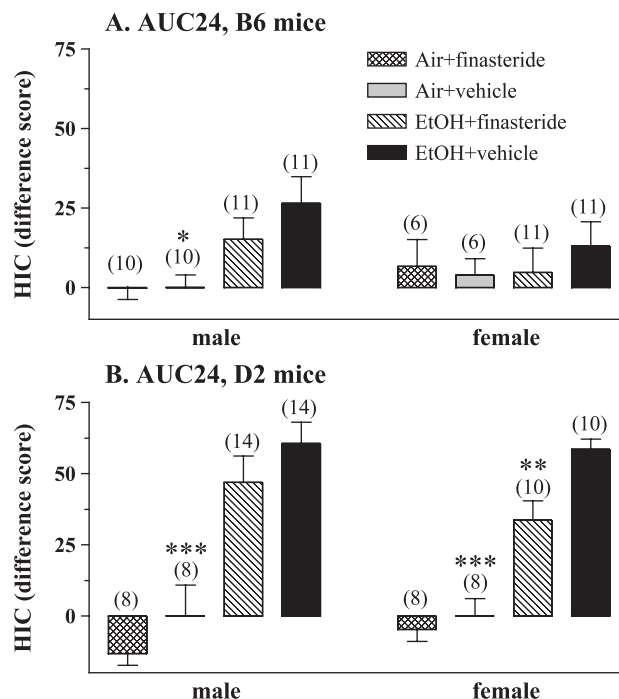 A. AUC24, B6 mice
HIC (difference score)
75
50
25
0
Air+finasteride
Air+vehicle
EtOH+finasteride
EtOH+vehicle
(10)
*
(10)
(11)
(11)
(6)
(6)
(11)
(11)
male
female
B. AUC24, D2 mice
HIC (difference score)
75
50
25
0
(8)
***
(8)
(14)
(14)
(8)
***
(8)
**
(10)
(10)
male
female